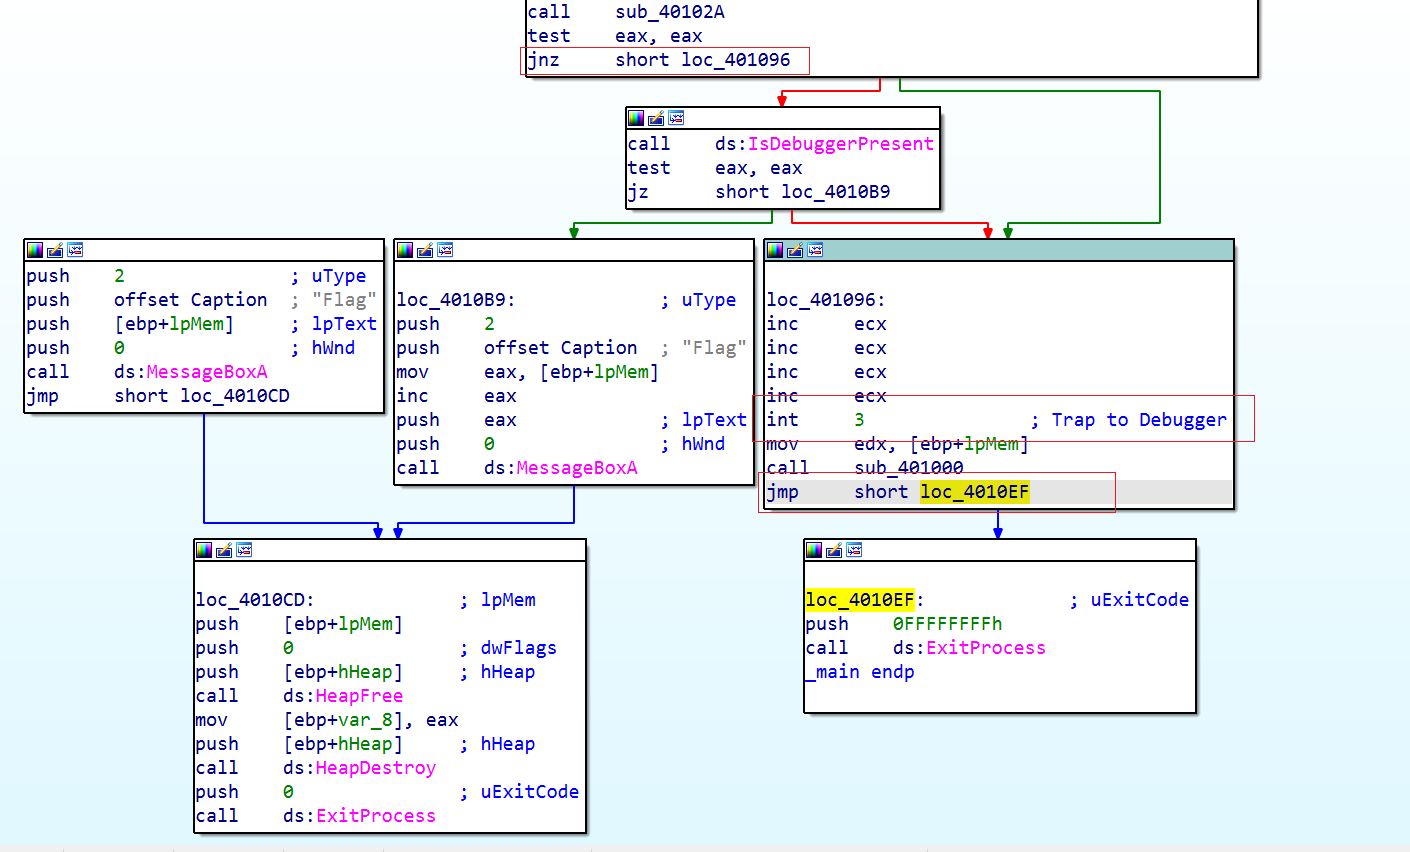 call    sub_40102A
test    eax, eax
jnz     short loc_401096
call    ds:IsDebuggerPresent
test    eax, eax
jz      short loc_4010B9
push    2               ; uType
push    offset Caption  ; "Flag"
push    [ebp+lpMem]     ; lpText
push    0               ; hWnd
call    ds:MessageBoxA
jmp     short loc_4010CD
loc_4010B9:             ; uType
push    2
push    offset Caption  ; "Flag"
mov     eax, [ebp+lpMem]
inc     eax
push    eax             ; lpText
push    0               ; hWnd
call    ds:MessageBoxA
loc_401096:
inc     ecx
inc     ecx
inc     ecx
inc     ecx
int     3               ; Trap to Debugger
mov     edx, [ebp+lpMem]
call    sub_401000
jmp     short loc_4010EF
loc_4010CD:             ; lpMem
push    [ebp+lpMem]
push    0               ; dwFlags
push    [ebp+hHeap]     ; hHeap
call    ds:HeapFree
mov     [ebp+var_8], eax
push    [ebp+hHeap]     ; hHeap
call    ds:HeapDestroy
push    0               ; uExitCode
call    ds:ExitProcess
loc_4010EF:             ; uExitCode
push    0FFFFFFFFh
call    ds:ExitProcess
_main endp